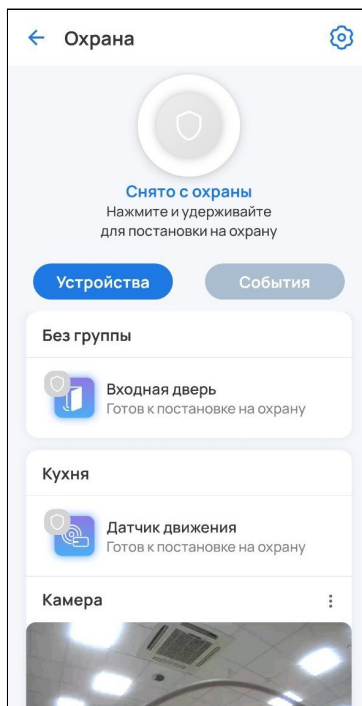 Охрана
Снято с охраны
Нажмите и удерживайте
для постановки на охрану
Устройства
События
Без группы
Входная дверь
Готов к постановке на охрану
Кухня
Датчик движения
Готов к постановке на охрану
Камера